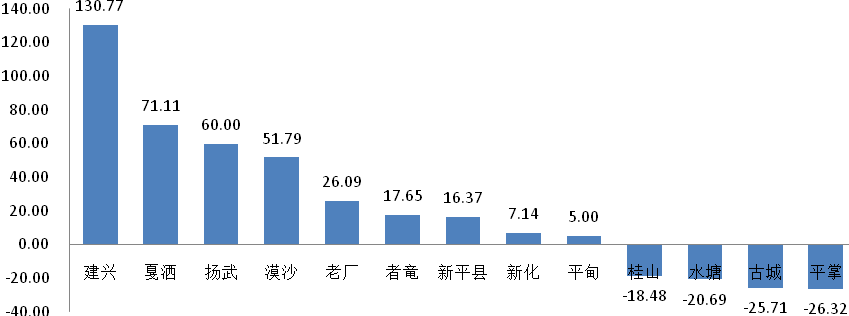 140.00
120.00
100.00
80.00
60.00
40.00
20.00
0.00
-20.00
-40.00
130.77
71.11
60.00
51.79
26.09
17.65
16.37
7.14
5.00
-18.48
-20.69
-25.71
-26.32
建兴
戛洒
扬武
漠沙
老厂
者竜
新平县
新化
平甸
桂山
水塘
古城
平掌